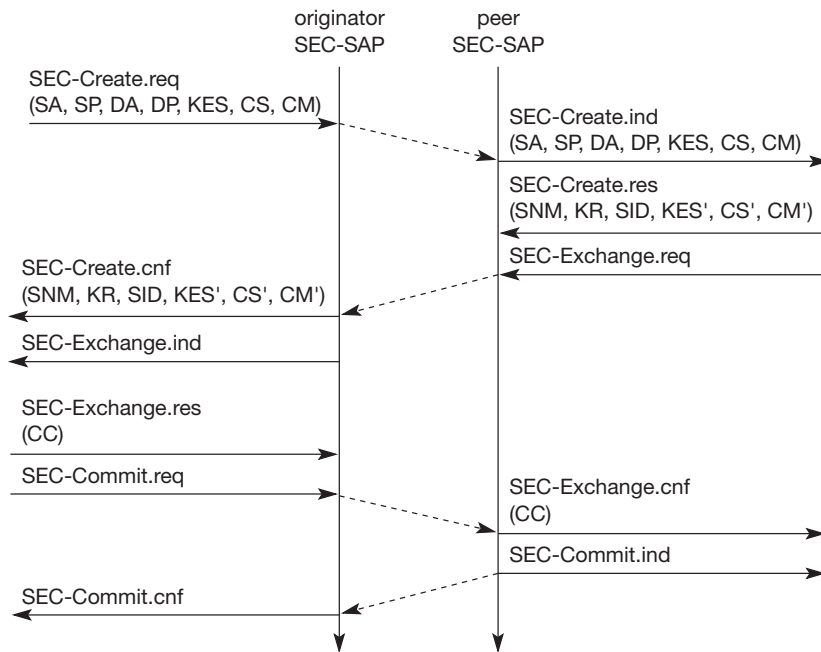 originator
SEC-SAP
peer
SEC-SAP
SEC-Create.req
(SA, SP, DA, DP, KES, CS, CM)
SEC-Create.ind
(SA, SP, DA, DP, KES, CS, CM)
SEC-Create.res
(SNM, KR, SID, KES', CS', CM')
SEC-Exchange.req
SEC-Create.cnf
(SNM, KR, SID, KES', CS', CM')
SEC-Exchange.ind
SEC-Exchange.res
(CC)
SEC-Commit.req
SEC-Exchange.cnf
(CC)
SEC-Commit.ind
SEC-Commit.cnf